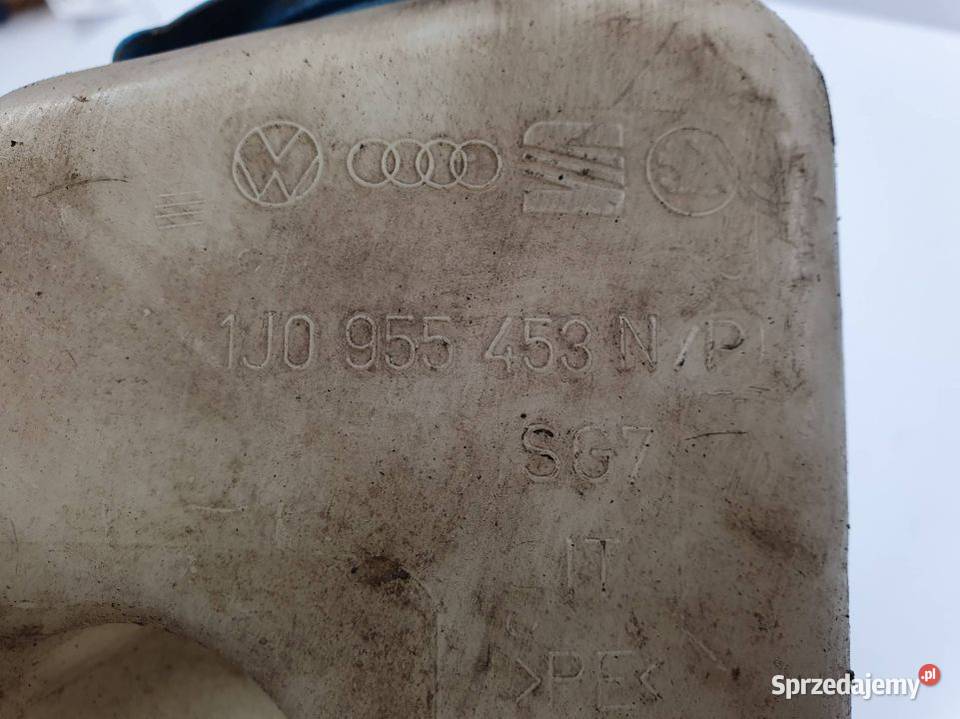 1J0 955 453 N /P
SG7
IT
>PE<
Sprzedajemy.pl